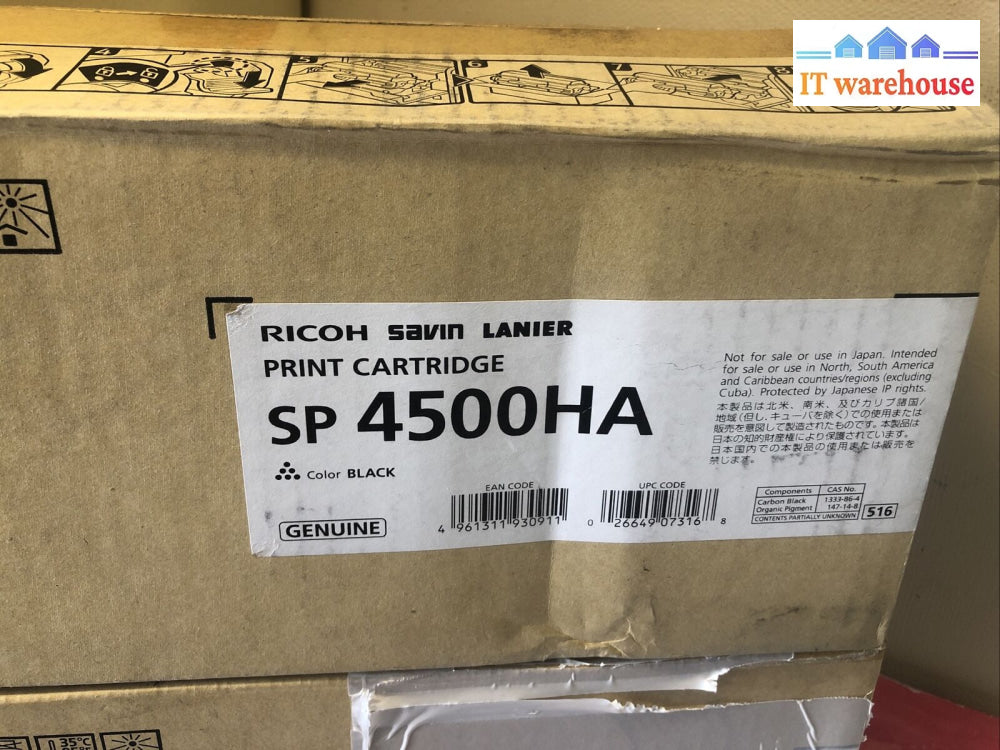 IT warehouse
4
5
6
7
8
RICOH savin LANIER
PRINT CARTRIDGE
SP 4500HA
Color BLACK
GENUINE
EAN CODE
4 961311 930911
UPC CODE
0 26649 07316 8
Not for sale or use in Japan. Intended
for sale or use in North, South America
and Caribbean countries/regions (excluding
Cuba). Protected by Japanese IP rights.
本製品は北米、南米、及びカリブ諸国/
地域(但し、キューバを除く)での使用または
販売を意図して製造されたものです。本製品は
日本の知的財産権により保護されています。
日本国内での本製品の使用または販売を
禁じます。
Components CAS No.
Carbon Black 1333-86-4
Organic Pigment 147-14-8
CONTENTS PARTIALLY UNKNOWN
516
35°C